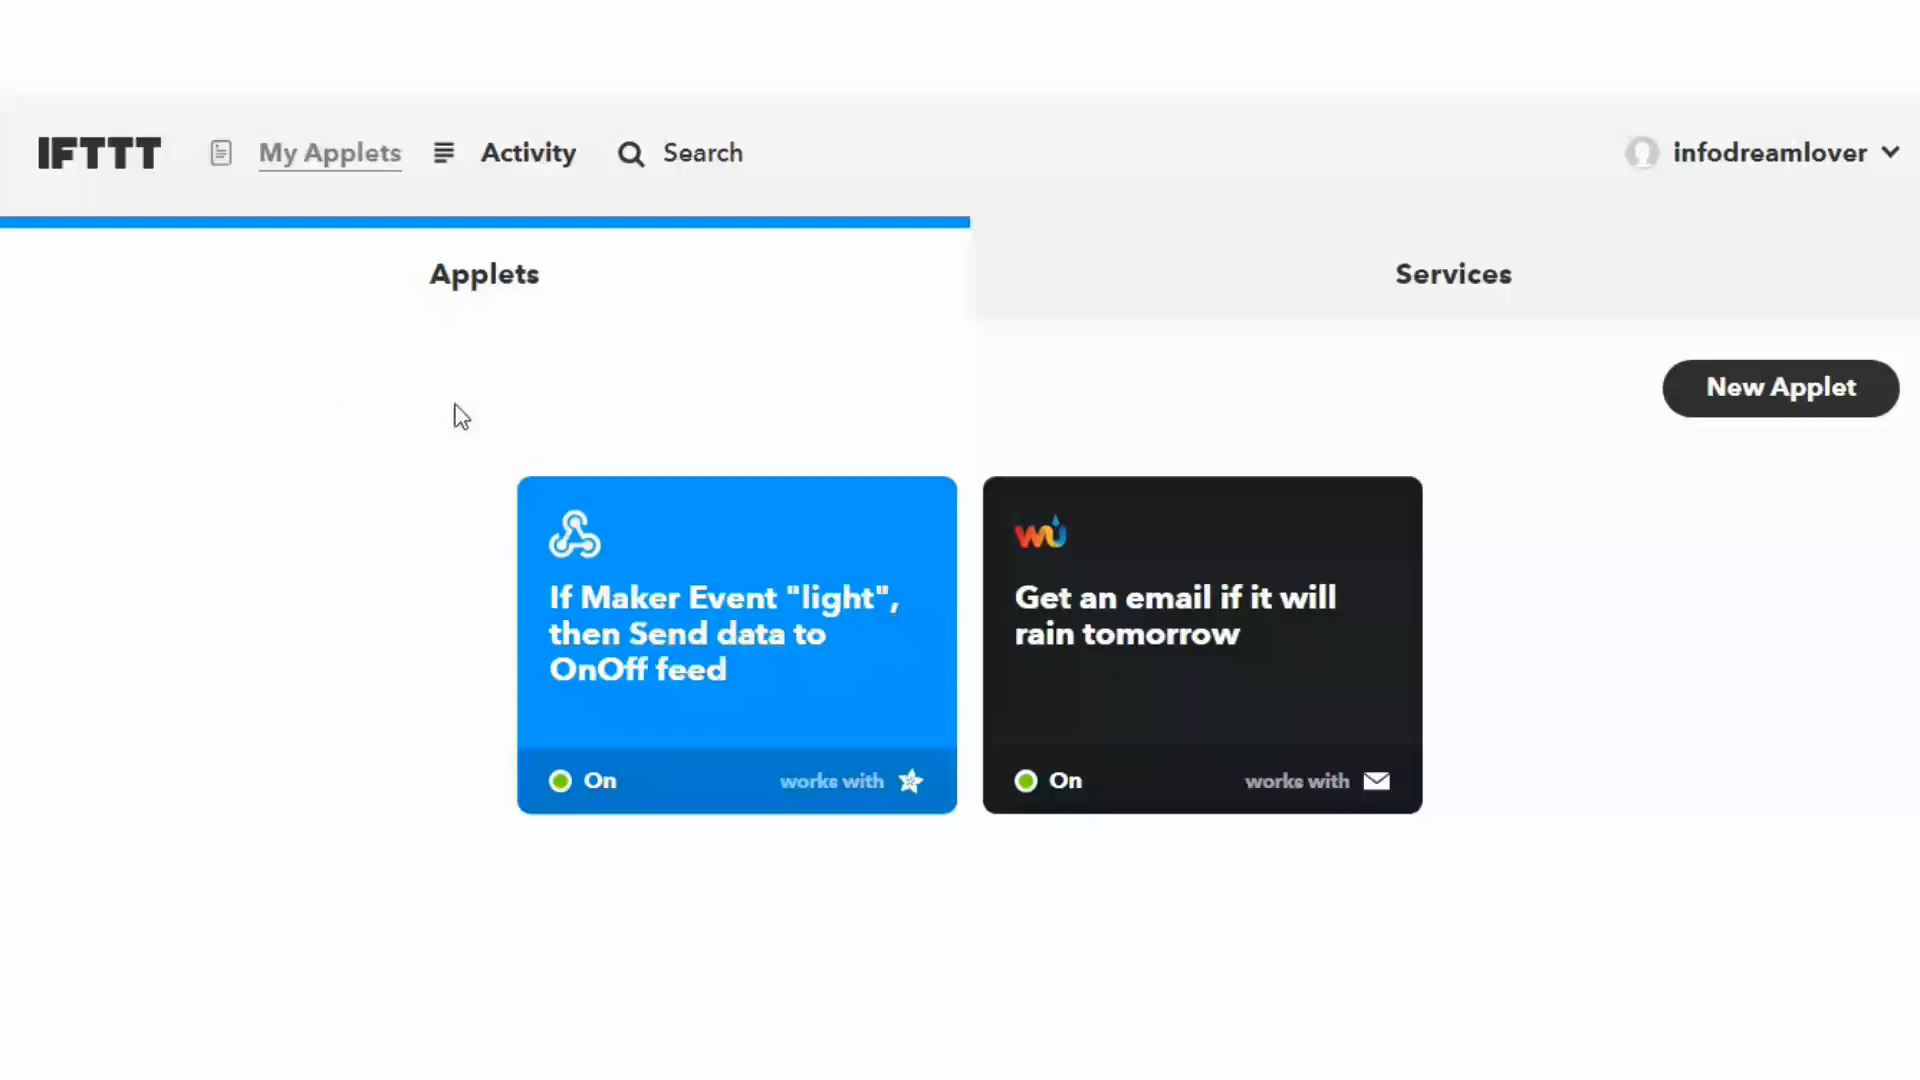 IFTTT My Applets Activity Search infodreamlover
Applets Services
New Applet
If Maker Event "light",
then Send data to
OnOff feed
On works with
wu
Get an email if it will
rain tomorrow
On works with